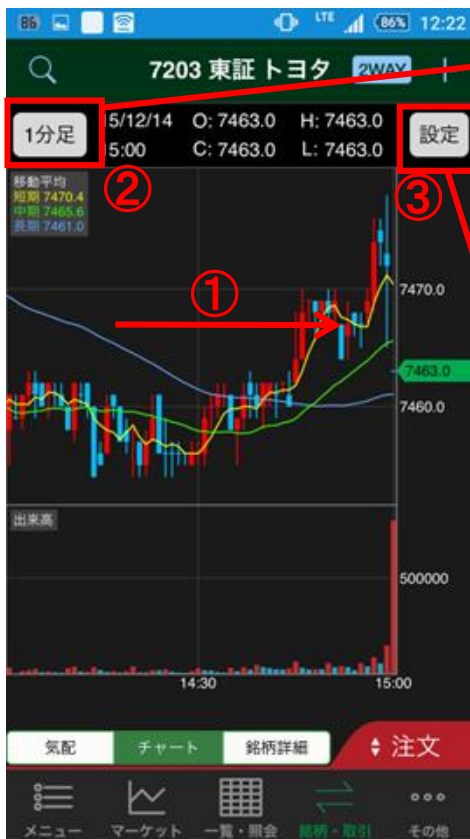 86 LTE 86% 12:22
7203 東証 トヨタ 2WAY
1分足 15/12/14 O: 7463.0 H: 7463.0 設定
15:00 C: 7463.0 L: 7463.0
② ③
移動平均
短期 7470.4
中期 7465.6
長期 7461.0
①
7470.0
7463.0
7460.0
出来高
500000
14:30 15:00
気配 チャート 銘柄詳細 注文
メニュー マーケット 一覧・照会 銘柄・取引 その他